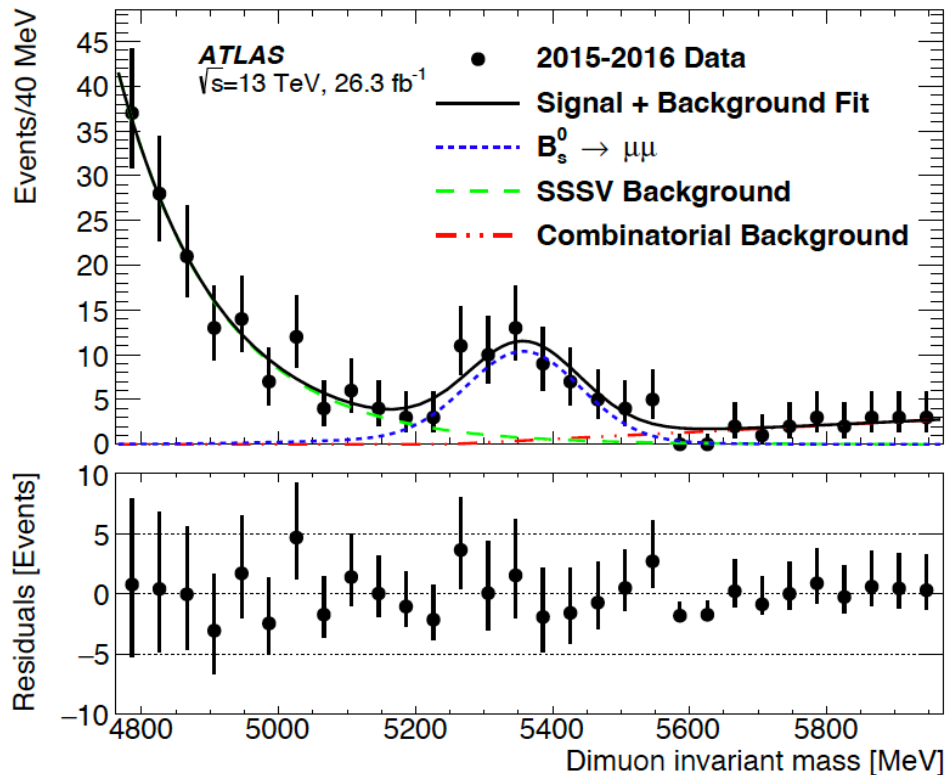 Events/40 MeV
45
40
35
30
25
20
15
10
5
0
ATLAS
√s=13 TeV, 26.3 fb⁻¹
2015-2016 Data
Signal + Background Fit
B⁰ₛ → μμ
SSSV Background
Combinatorial Background
Residuals [Events]
10
5
0
−5
−10
4800 5000 5200 5400 5600 5800
Dimuon invariant mass [MeV]